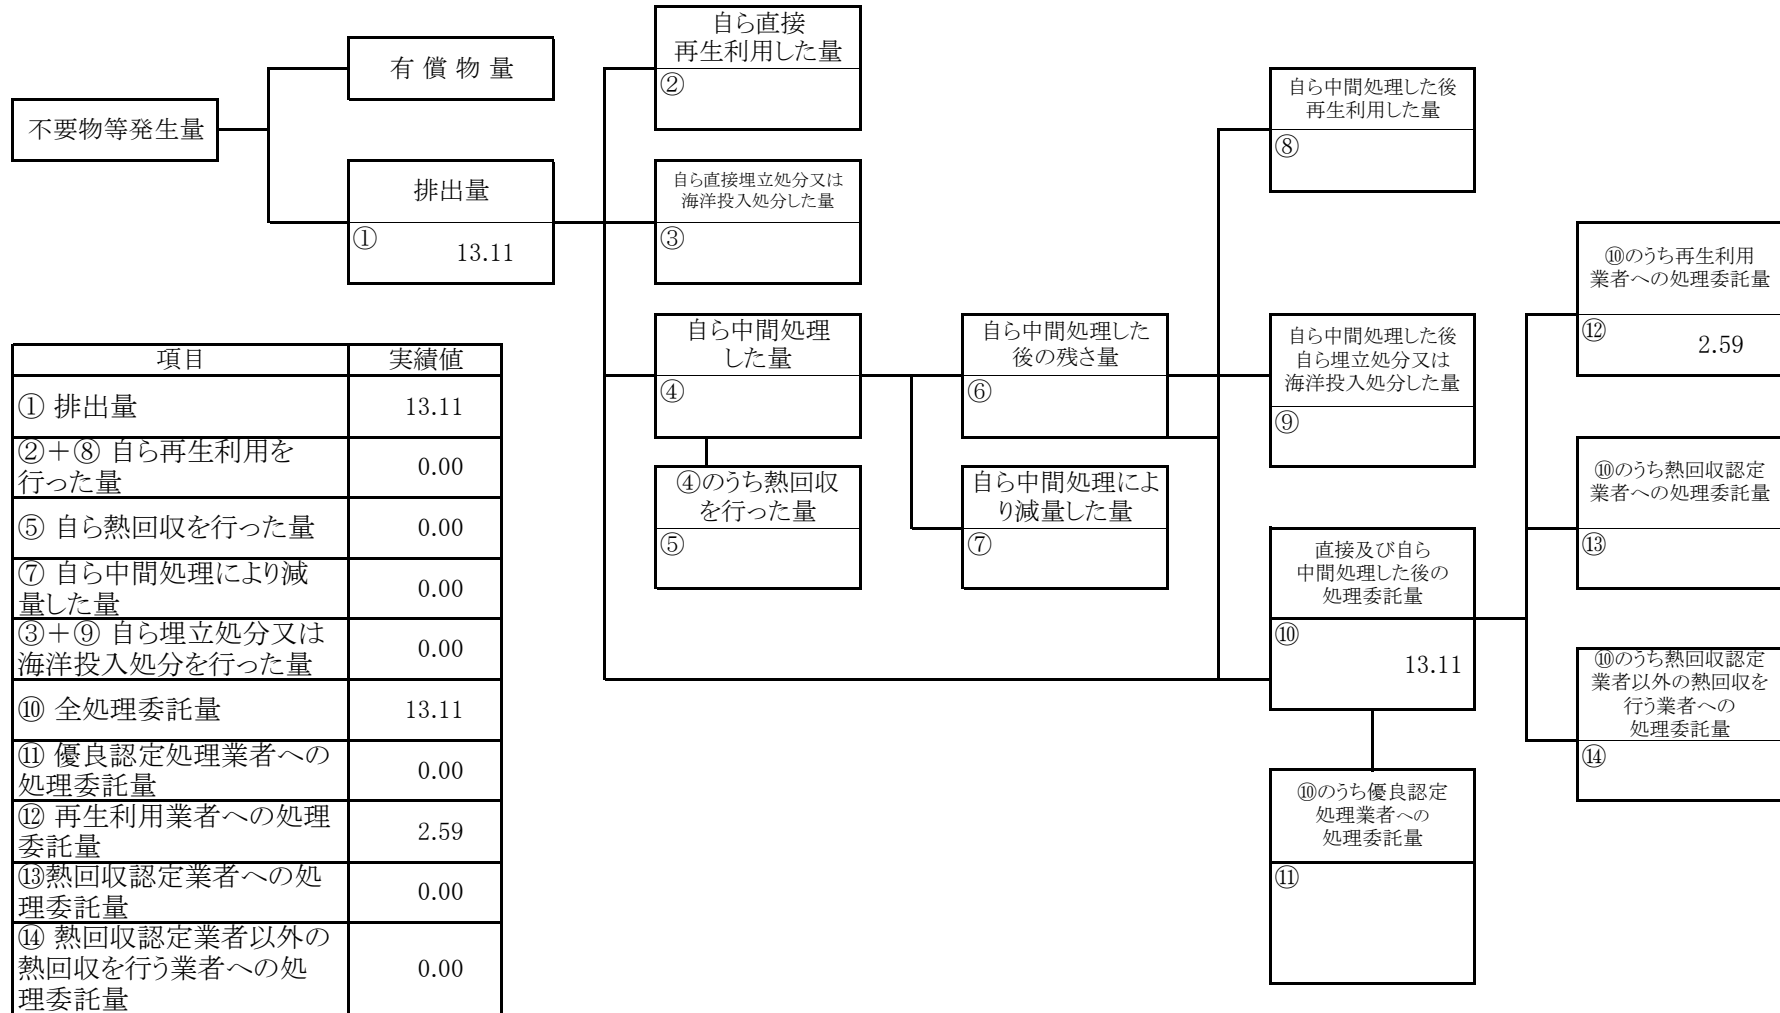 不要物等発生量
有 償 物 量
排出量
①
13.11
自ら直接
再生利用した量
②
自ら直接埋立処分又は
海洋投入処分した量
③
自ら中間処理
した量
④
④のうち熱回収
を行った量
⑤
自ら中間処理した
後の残さ量
⑥
自ら中間処理によ
り減量した量
⑦
自ら中間処理した後
再生利用した量
⑧
自ら中間処理した後
自ら埋立処分又は
海洋投入処分した量
⑨
直接及び自ら
中間処理した後の
処理委託量
⑩
13.11
⑩のうち優良認定
処理業者への
処理委託量
⑪
⑩のうち再生利用
業者への処理委託量
⑫
2.59
⑩のうち熱回収認定
業者への処理委託量
⑬
⑩のうち熱回収認定
業者以外の熱回収を
行う業者への
処理委託量
⑭
項目 実績値
① 排出量 13.11
②+⑧ 自ら再生利用を
行った量 0.00
⑤ 自ら熱回収を行った量 0.00
⑦ 自ら中間処理により減
量した量 0.00
③+⑨ 自ら埋立処分又は
海洋投入処分を行った量 0.00
⑩ 全処理委託量 13.11
⑪ 優良認定処理業者への
処理委託量 0.00
⑫ 再生利用業者への処理
委託量 2.59
⑬熱回収認定業者への処
理委託量 0.00
⑭ 熱回収認定業者以外の
熱回収を行う業者への処
理委託量 0.00